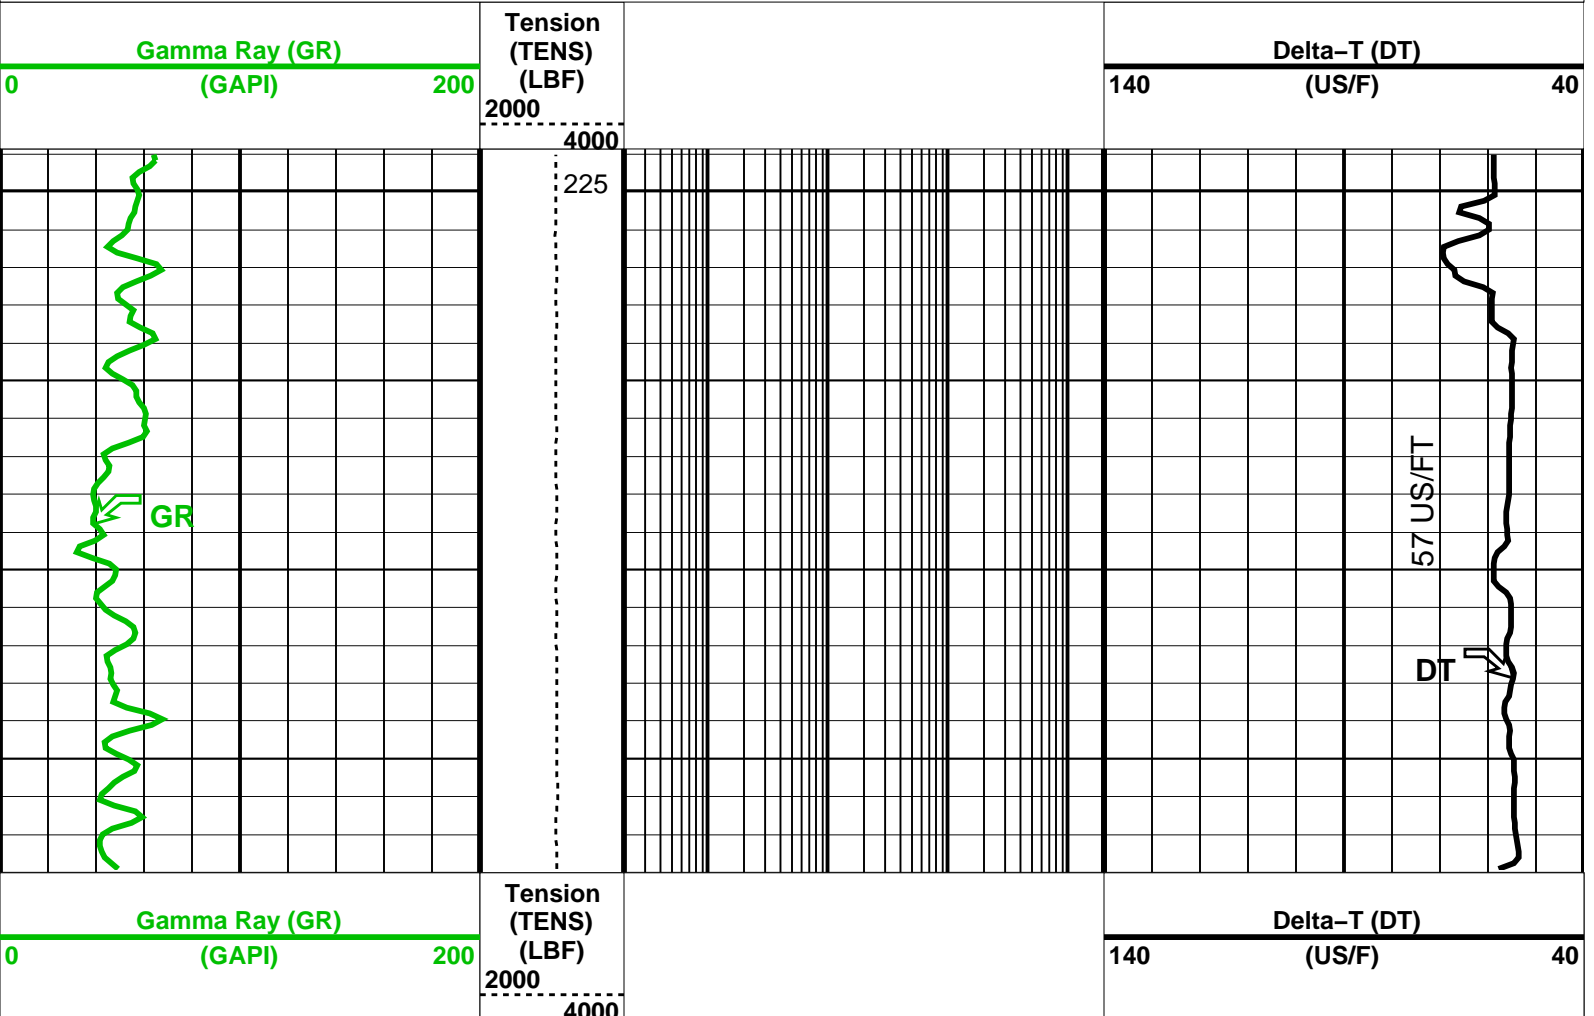 Gamma Ray (GR)
0 (GAPI) 200
Tension
(TENS)
(LBF)
2000
4000
Delta–T (DT)
140 (US/F) 40
225
GR
57 US/FT
DT
Gamma Ray (GR)
0 (GAPI) 200
Tension
(TENS)
(LBF)
2000
4000
Delta–T (DT)
140 (US/F) 40